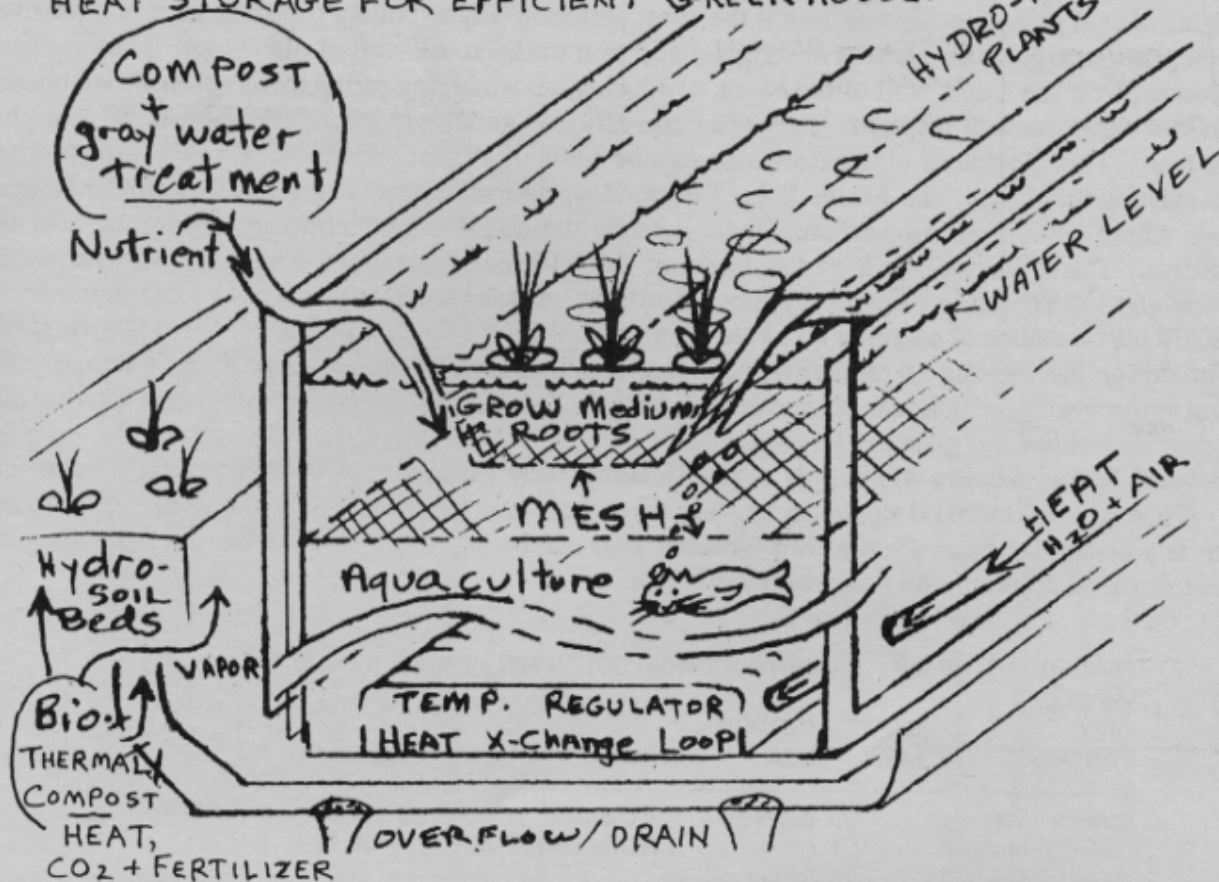 HEAT STORAGE FOR EFFICIENT GREEN HOUSE
HYDRO-
PLANTS
Compost
+
gray water
treatment
Nutrient
WATER LEVEL
GROW Medium
ROOTS
MESH
HEAT
H2O + AIR
Hydro-
SOIL
Beds
Aquaculture
VAPOR
TEMP. REGULATOR
HEAT X-Change LOOP
Bio-
THERMAL
COMPOST
HEAT,
CO2 + FERTILIZER
OVERFLOW/DRAIN